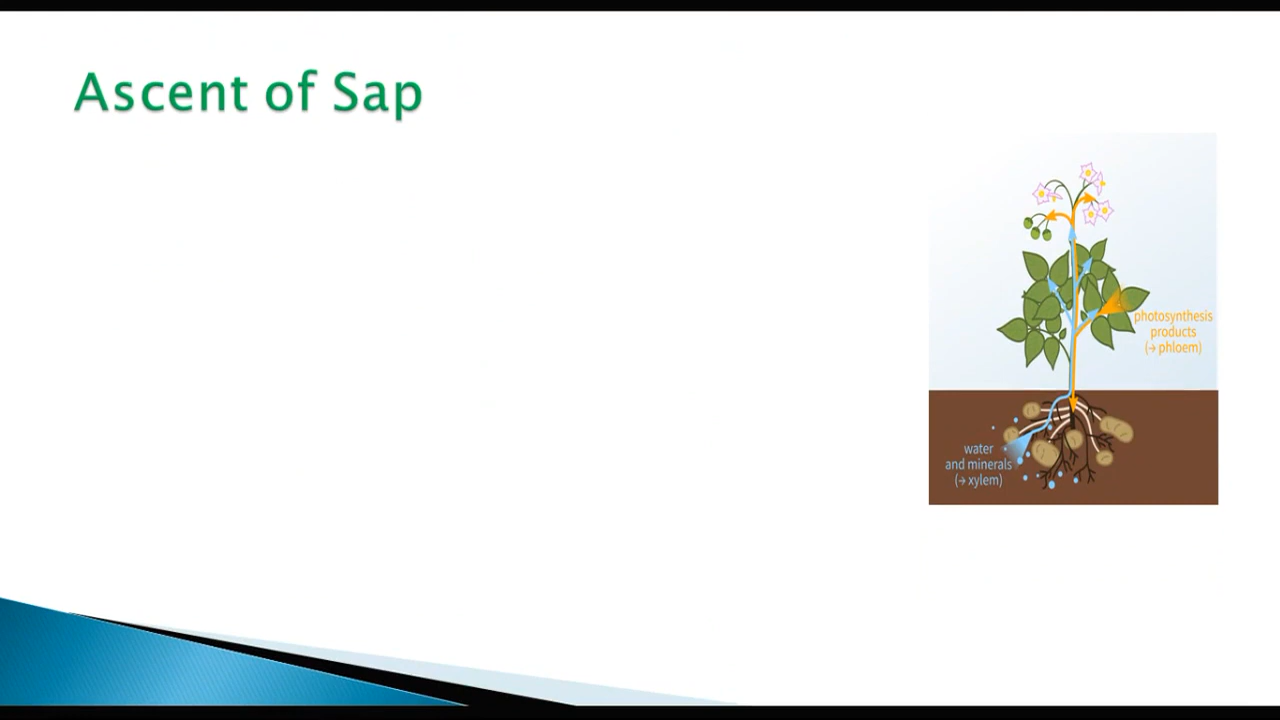 Ascent of Sap
photosynthesis
products
(→ phloem)
water
and minerals
(→ xylem)